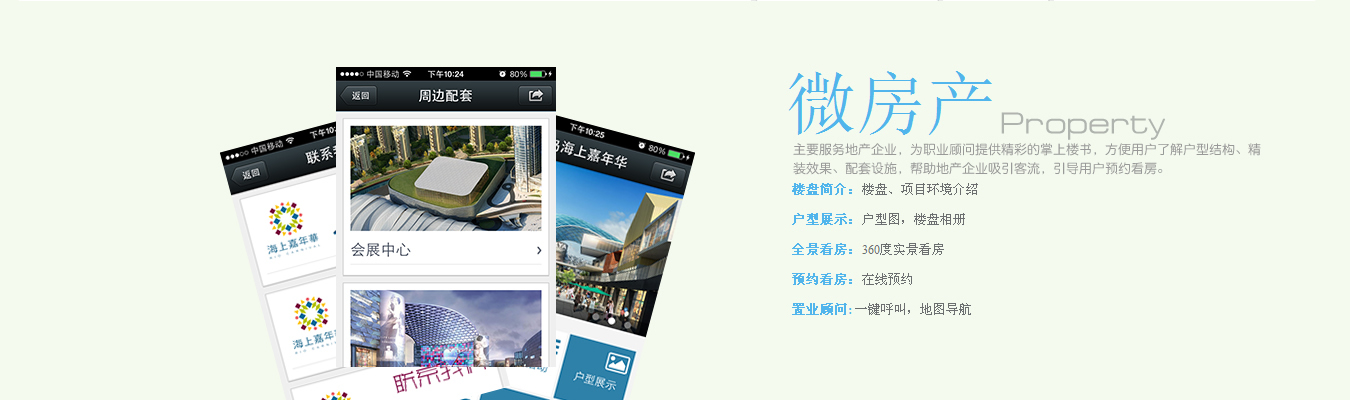 中国移动 下午10:24 80%
返回 周边配套
会展中心
中国移动
返回
海上嘉年華
海上嘉年華
下午10:25 80%
海上嘉年华
户型展示
微房产 Property
主要服务地产企业，为职业顾问提供精彩的掌上楼书，方便用户了解户型结构、精
装效果、配套设施，帮助地产企业吸引客流，引导用户预约看房。
楼盘简介：楼盘、项目环境介绍
户型展示：户型图，楼盘相册
全景看房：360度实景看房
预约看房：在线预约
置业顾问:一键呼叫，地图导航